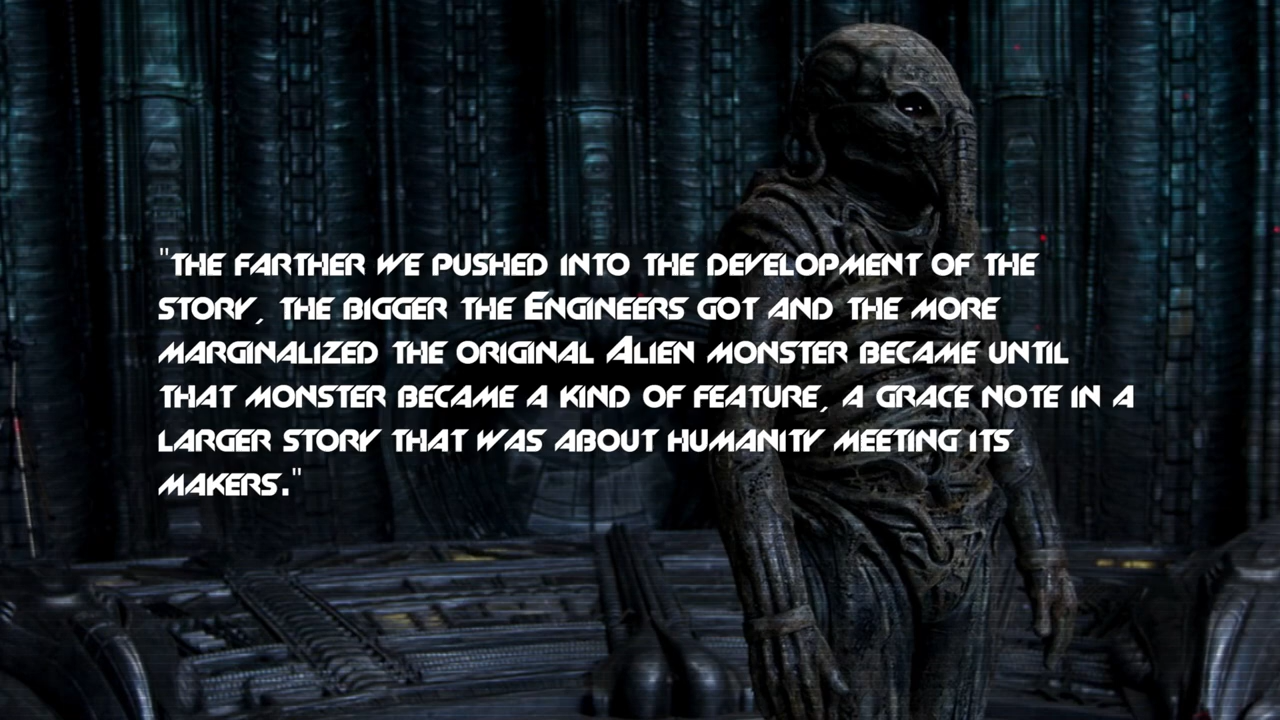 "The farther we pushed into the development of the
story, the bigger the Engineers got and the more
marginalized the original Alien monster became until
that monster became a kind of feature, a grace note in a
larger story that was about humanity meeting its
makers."